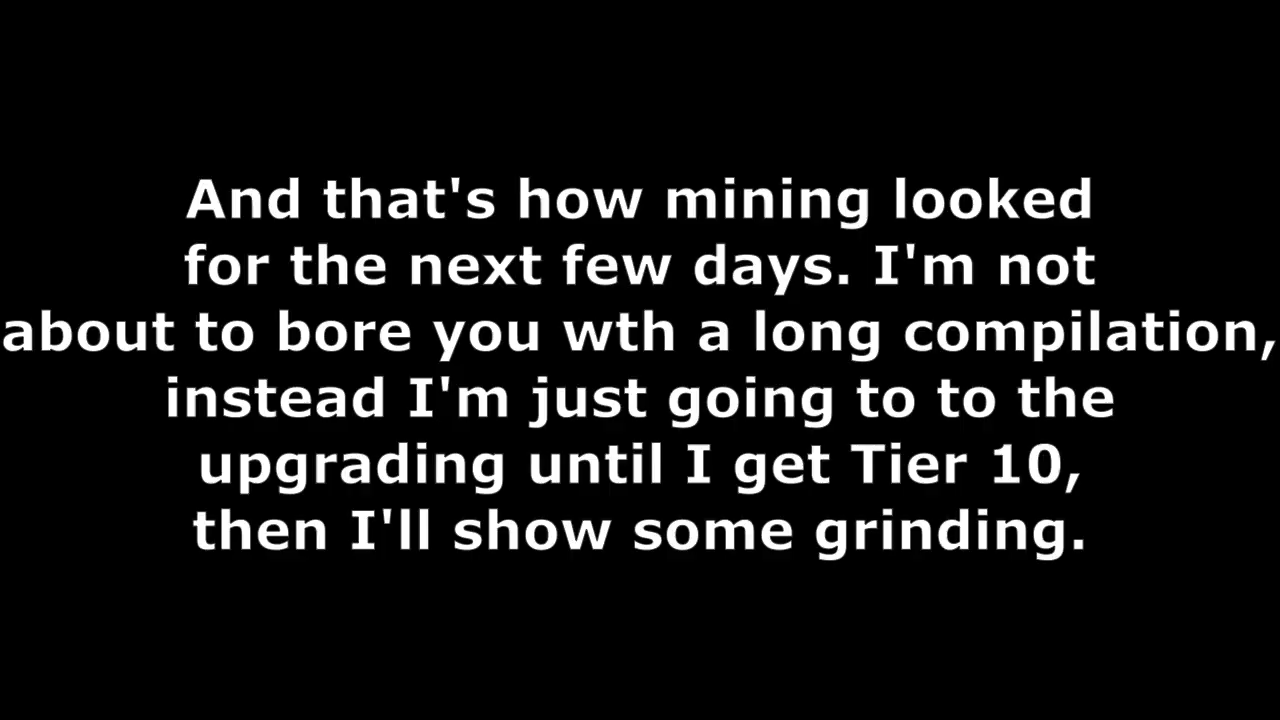 And that's how mining looked
for the next few days. I'm not
about to bore you wth a long compilation,
instead I'm just going to to the
upgrading until I get Tier 10,
then I'll show some grinding.